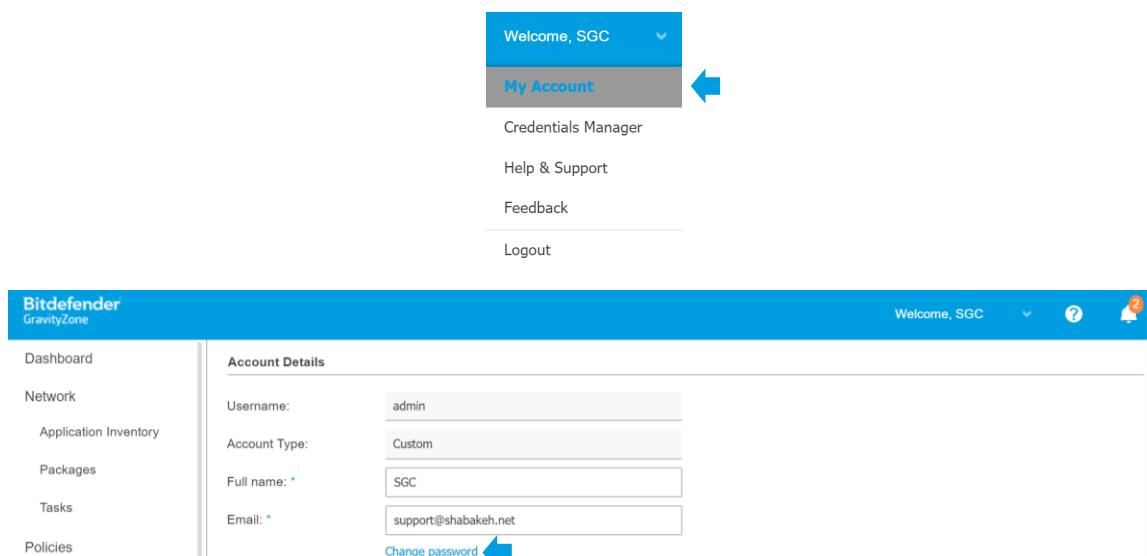 Welcome, SGC
My Account
Credentials Manager
Help & Support
Feedback
Logout
Bitdefender
GravityZone
Welcome, SGC
?
2
Dashboard
Network
Application Inventory
Packages
Tasks
Policies
Account Details
Username: admin
Account Type: Custom
Full name: * SGC
Email: * support@shabakeh.net
Change password